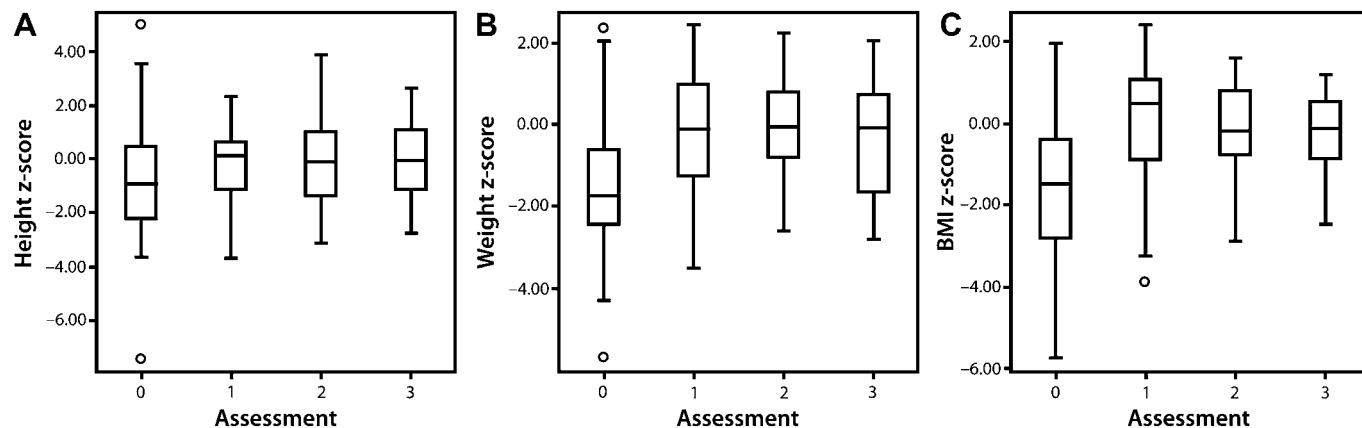 A
Height z-score
4.00
2.00
0.00
−2.00
−4.00
−6.00
0 1 2 3
Assessment
B
Weight z-score
2.00
0.00
−2.00
−4.00
0 1 2 3
Assessment
C
BMI z-score
2.00
0.00
−2.00
−4.00
−6.00
0 1 2 3
Assessment